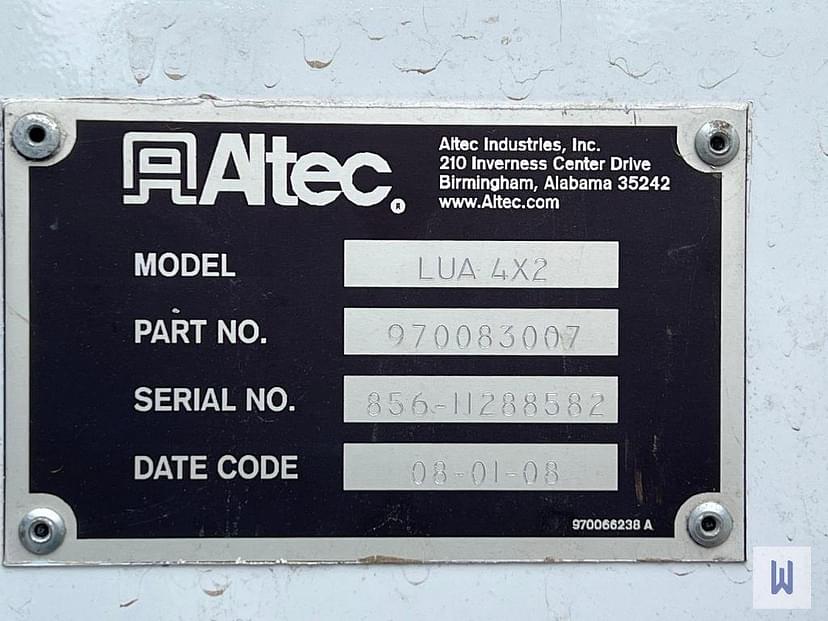 Altec®
Altec Industries, Inc.
210 Inverness Center Drive
Birmingham, Alabama 35242
www.Altec.com
MODEL LUA 4X2
PART NO. 970083007
SERIAL NO. 856-11288582
DATE CODE 08-01-08
970066238 A
W